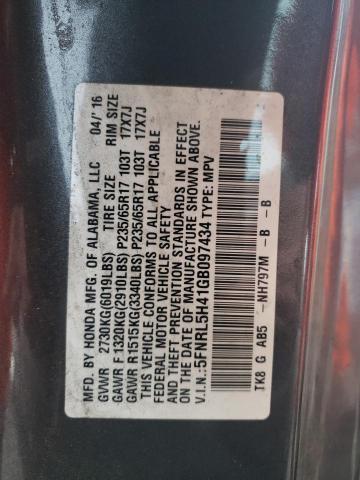 MFD. BY HONDA MFG. OF ALABAMA, LLC 04/'16
GVWR 2730KG(6019LBS) TIRE SIZE RIM SIZE
GAWR F 1320KG(2910LBS) P235/65R17 103T 17X7J
GAWR R1515KG(3340LBS) P235/65R17 103T 17X7J
THIS VEHICLE CONFORMS TO ALL APPLICABLE
FEDERAL MOTOR VEHICLE SAFETY
AND THEFT PREVENTION STANDARDS IN EFFECT
ON THE DATE OF MANUFACTURE SHOWN ABOVE.
V.I.N.:5FNRL5H41GB097434 TYPE: MPV
TK8 G AB5 -NH797M - B - B